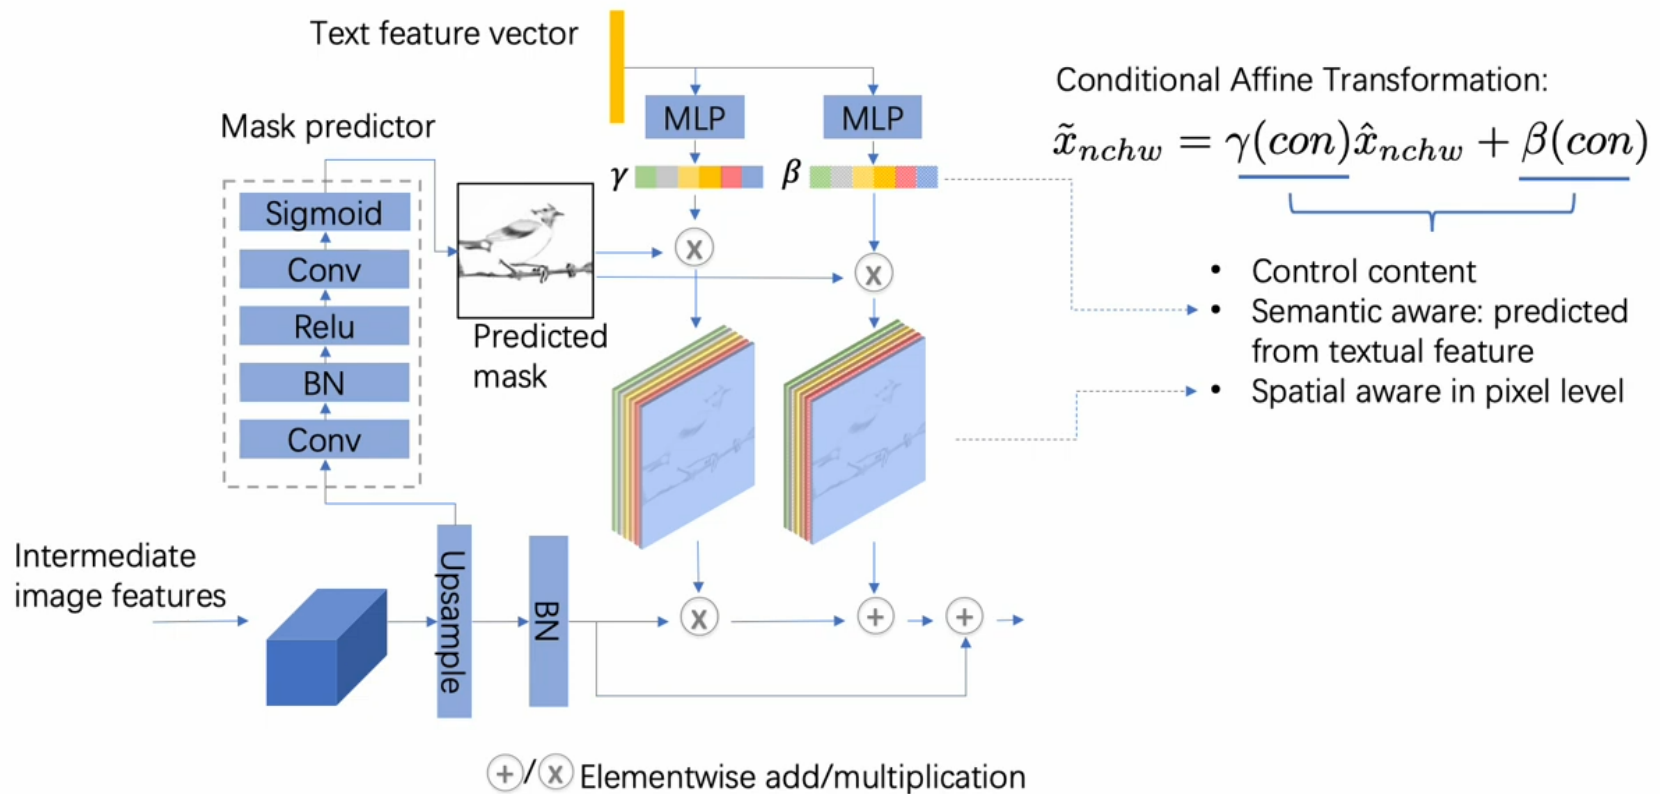 Text feature vector
Mask predictor
MLP
MLP
γ
β
Sigmoid
Conv
Relu
BN
Conv
x
x
Predicted
mask
Intermediate
image features
Upsample
BN
x
+
+
+/x Elementwise add/multiplication
Conditional Affine Transformation:
x̃_{nchw} = γ(con)x̂_{nchw} + β(con)
• Control content
• Semantic aware: predicted
from textual feature
• Spatial aware in pixel level